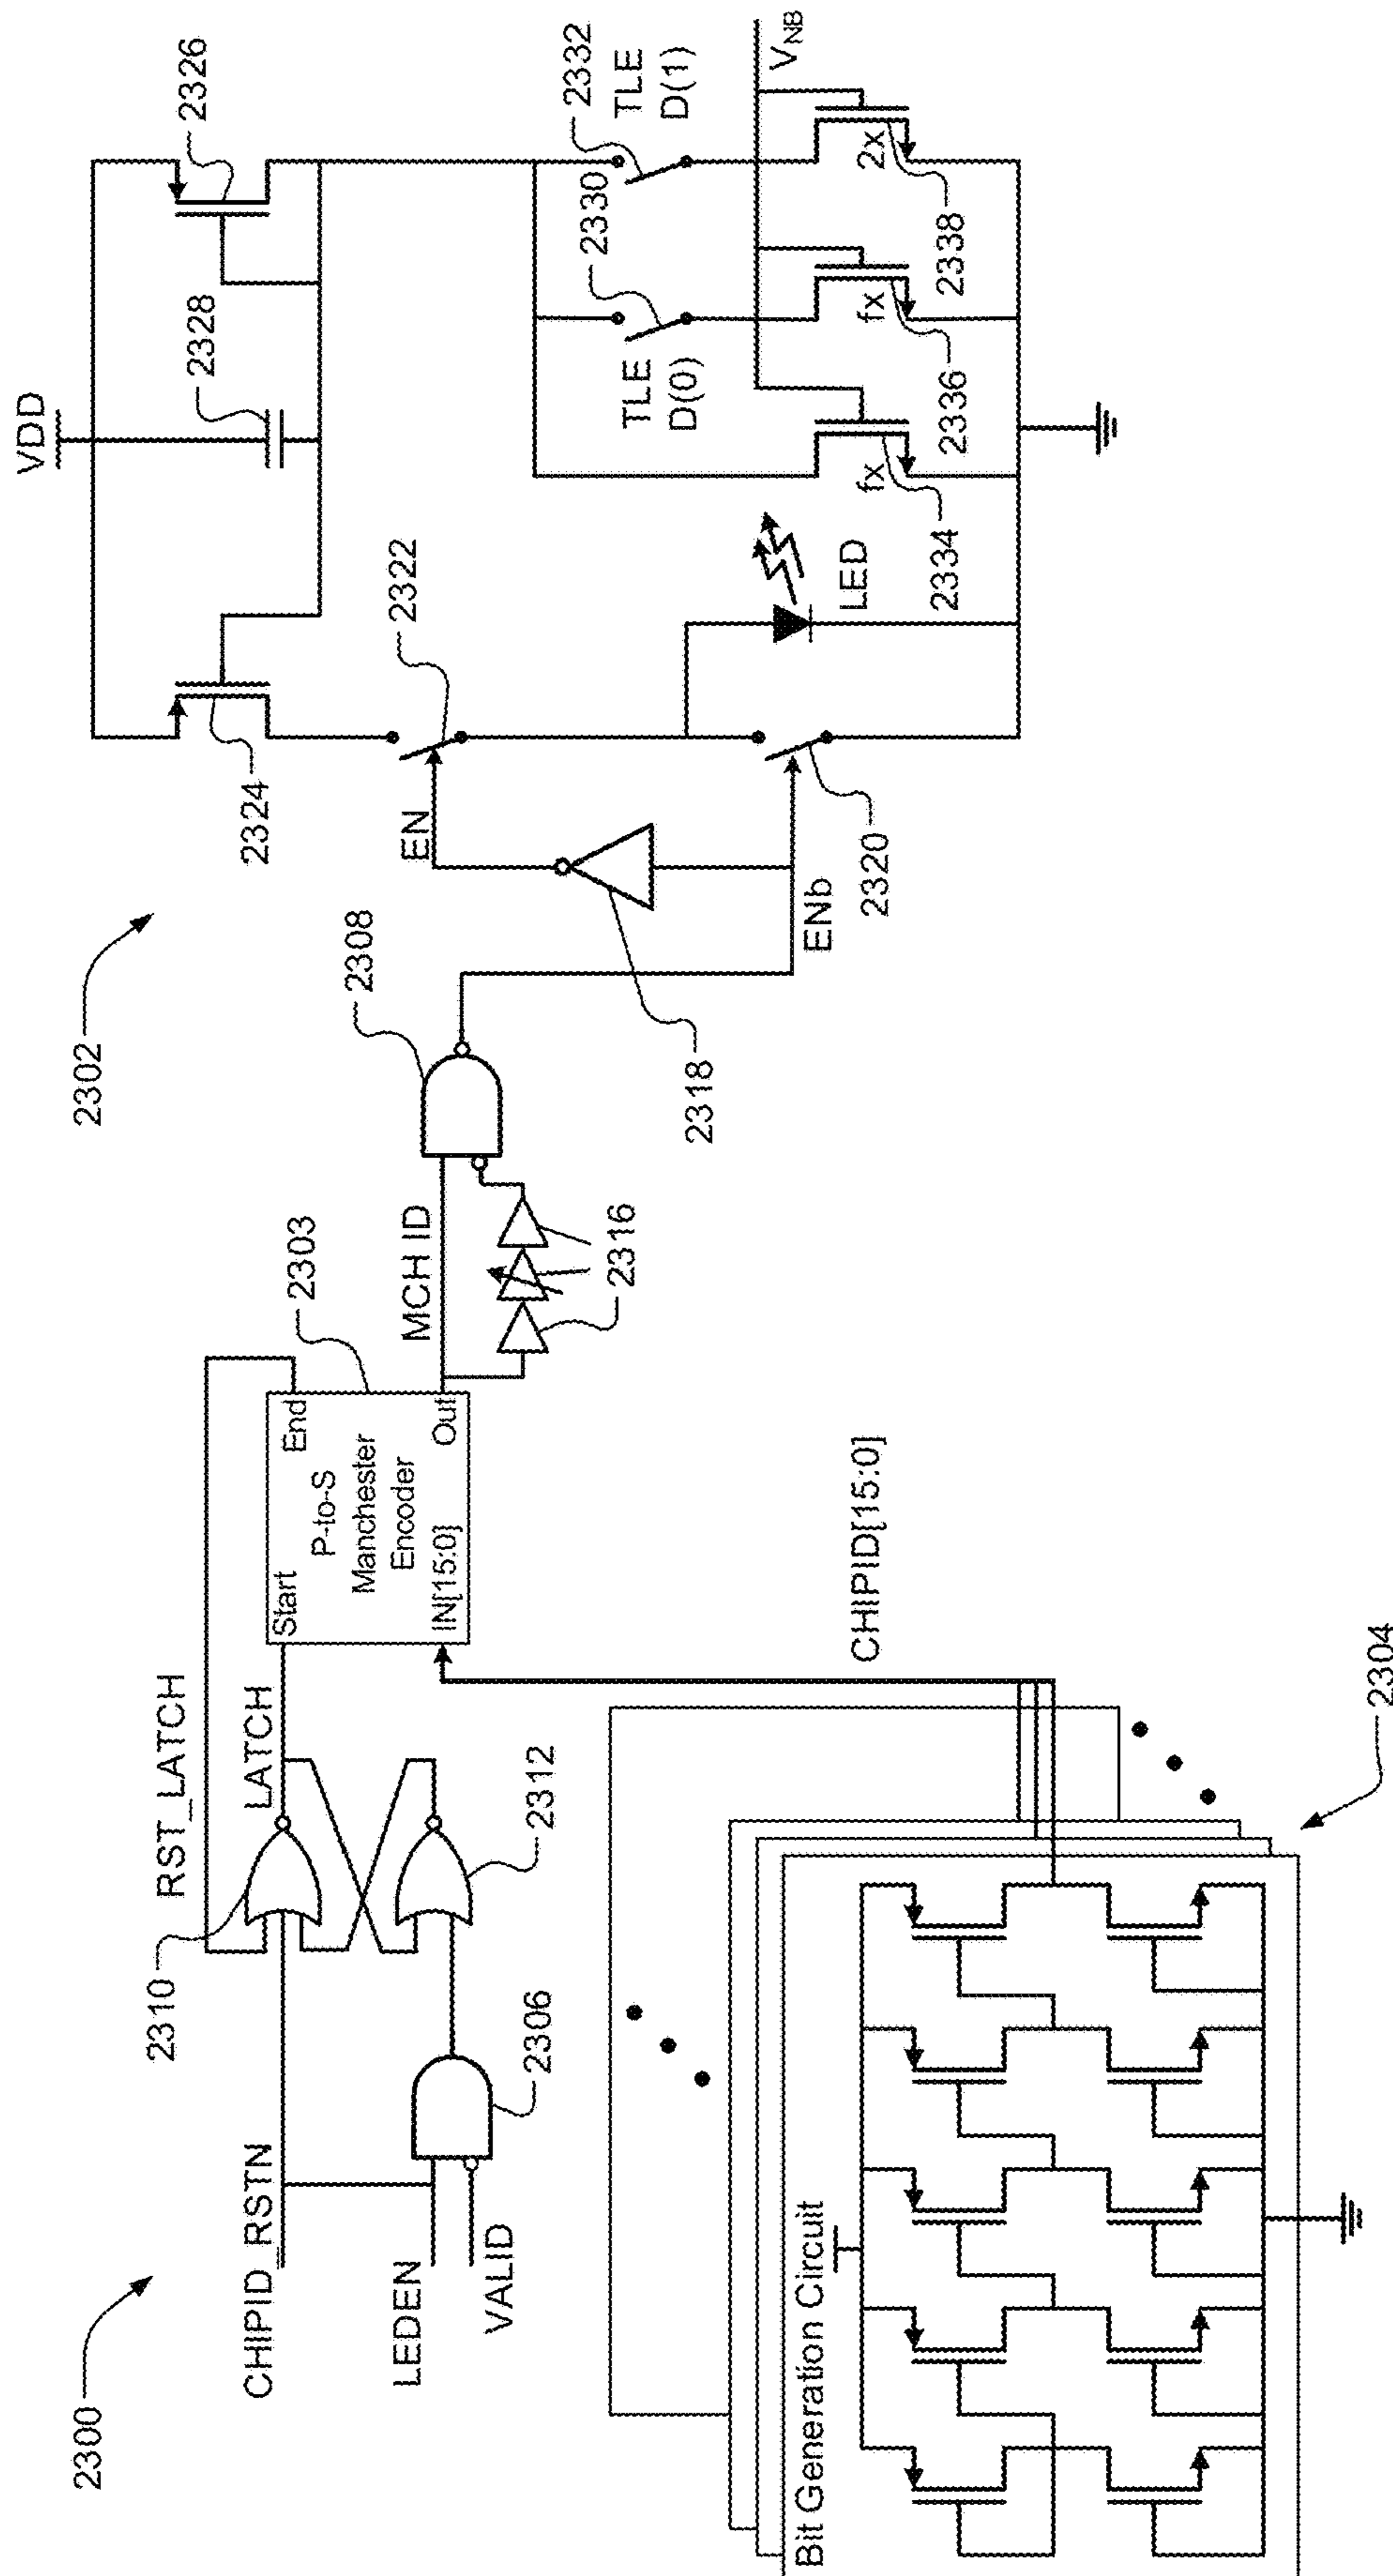 2300
2302
CHIPID_RSTN
LEDEN
VALID
2306
2310
2312
RST_LATCH
LATCH
Start
End
P-to-S
Manchester
Encoder
IN[15:0]
Out
2303
MCH ID
2316
2308
2318
EN
ENb
2320
2322
2324
VDD
2328
2326
LED
TLE
D(0)
2330
TLE
D(1)
2332
VNB
fx
fx
2x
2334
2336
2338
CHIPID[15:0]
2304
Bit Generation Circuit